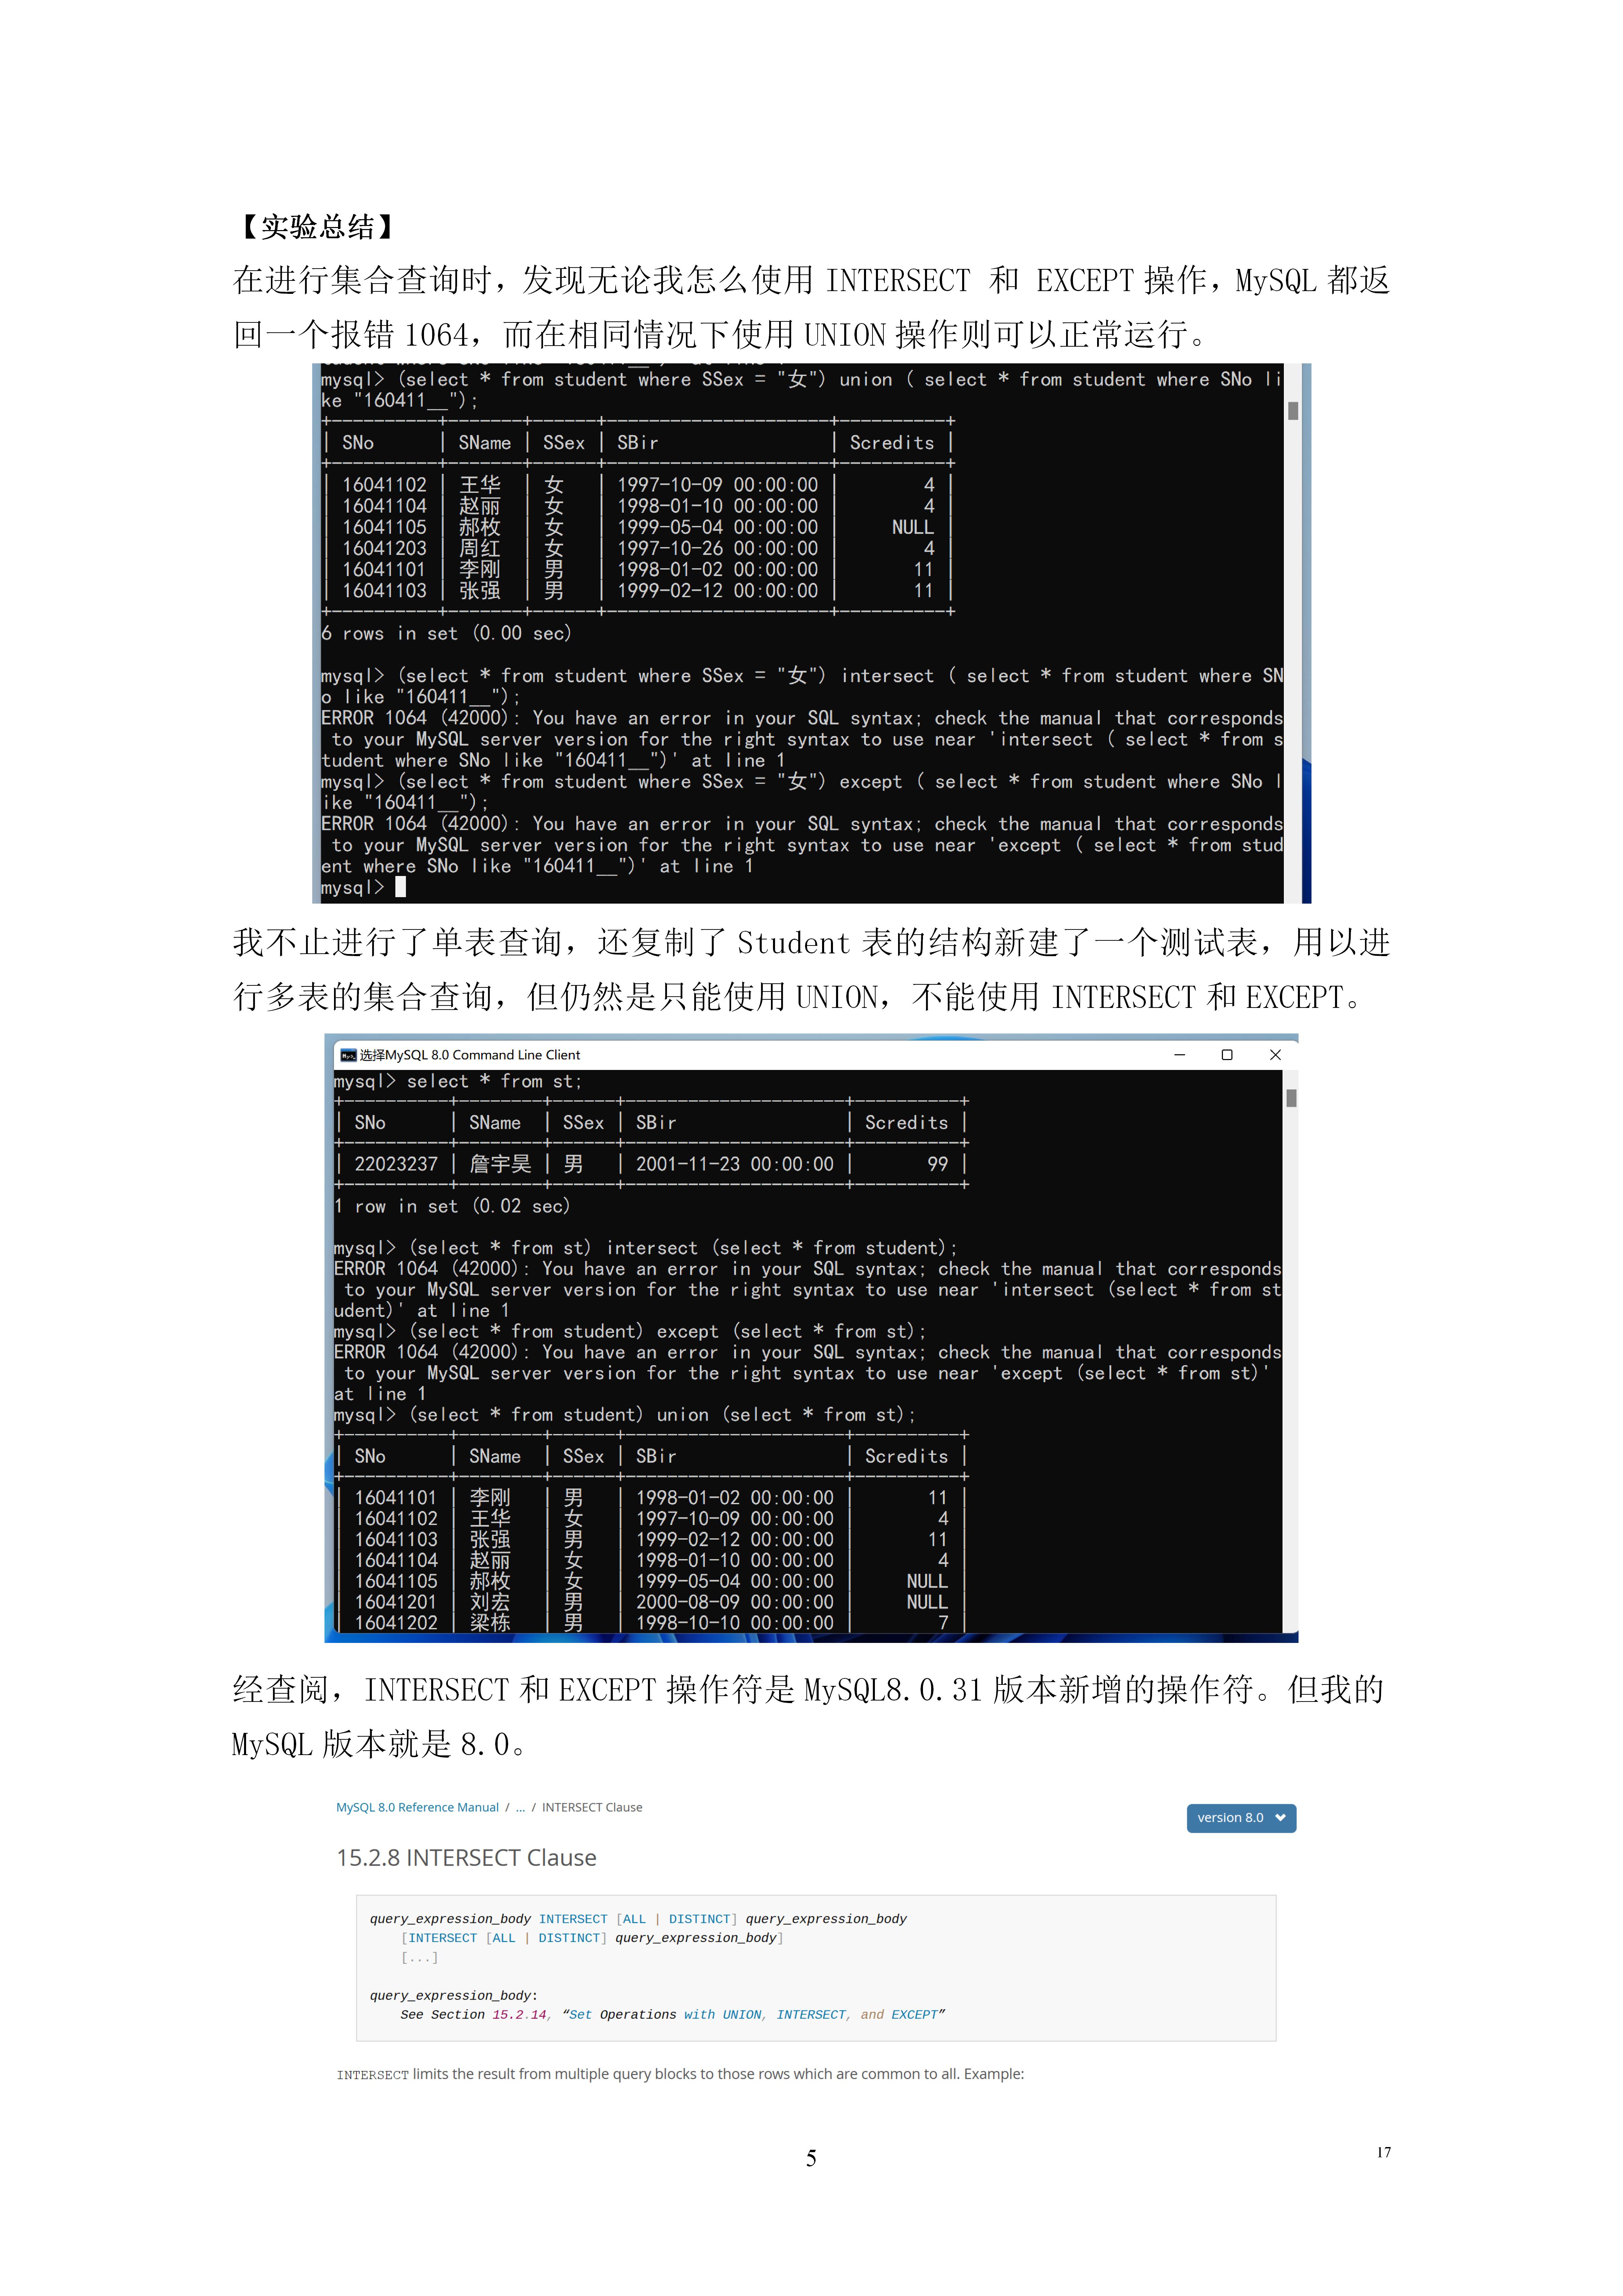 【实验总结】
在进行集合查询时，发现无论我怎么使用 INTERSECT 和 EXCEPT 操作，MySQL 都返
回一个报错 1064，而在相同情况下使用 UNION 操作则可以正常运行。
mysql> (select * from student where SSex = "女") union ( select * from student where SNo li
ke "160411__");
+----------+-------+------+---------------------+----------+
| SNo | SName | SSex | SBir | Scredits |
+----------+-------+------+---------------------+----------+
| 16041102 | 王华 | 女 | 1997-10-09 00:00:00 | 4 |
| 16041104 | 赵丽 | 女 | 1998-01-10 00:00:00 | 4 |
| 16041105 | 郝枚 | 女 | 1999-05-04 00:00:00 | NULL |
| 16041203 | 周红 | 女 | 1997-10-26 00:00:00 | 4 |
| 16041101 | 李刚 | 男 | 1998-01-02 00:00:00 | 11 |
| 16041103 | 张强 | 男 | 1999-02-12 00:00:00 | 11 |
+----------+-------+------+---------------------+----------+
6 rows in set (0.00 sec)
mysql> (select * from student where SSex = "女") intersect ( select * from student where SN
o like "160411__");
ERROR 1064 (42000): You have an error in your SQL syntax; check the manual that corresponds
to your MySQL server version for the right syntax to use near 'intersect ( select * from s
tudent where SNo like "160411__")' at line 1
mysql> (select * from student where SSex = "女") except ( select * from student where SNo l
ike "160411__");
ERROR 1064 (42000): You have an error in your SQL syntax; check the manual that corresponds
to your MySQL server version for the right syntax to use near 'except ( select * from stud
ent where SNo like "160411__")' at line 1
mysql>
我不止进行了单表查询，还复制了 Student 表的结构新建了一个测试表，用以进
行多表的集合查询，但仍然是只能使用 UNION，不能使用 INTERSECT 和 EXCEPT。
选择MySQL 8.0 Command Line Client
mysql> select * from st;
+----------+--------+------+---------------------+----------+
| SNo | SName | SSex | SBir | Scredits |
+----------+--------+------+---------------------+----------+
| 22023237 | 詹宇昊 | 男 | 2001-11-23 00:00:00 | 99 |
+----------+--------+------+---------------------+----------+
1 row in set (0.02 sec)
mysql> (select * from st) intersect (select * from student);
ERROR 1064 (42000): You have an error in your SQL syntax; check the manual that corresponds
to your MySQL server version for the right syntax to use near 'intersect (select * from st
udent)' at line 1
mysql> (select * from student) except (select * from st);
ERROR 1064 (42000): You have an error in your SQL syntax; check the manual that corresponds
to your MySQL server version for the right syntax to use near 'except (select * from st)'
at line 1
mysql> (select * from student) union (select * from st);
+----------+--------+------+---------------------+----------+
| SNo | SName | SSex | SBir | Scredits |
+----------+--------+------+---------------------+----------+
| 16041101 | 李刚 | 男 | 1998-01-02 00:00:00 | 11 |
| 16041102 | 王华 | 女 | 1997-10-09 00:00:00 | 4 |
| 16041103 | 张强 | 男 | 1999-02-12 00:00:00 | 11 |
| 16041104 | 赵丽 | 女 | 1998-01-10 00:00:00 | 4 |
| 16041105 | 郝枚 | 女 | 1999-05-04 00:00:00 | NULL |
| 16041201 | 刘宏 | 男 | 2000-08-09 00:00:00 | NULL |
| 16041202 | 梁栋 | 男 | 1998-10-10 00:00:00 | 7 |
经查阅，INTERSECT 和 EXCEPT 操作符是 MySQL8.0.31 版本新增的操作符。但我的
MySQL 版本就是 8.0。
MySQL 8.0 Reference Manual / ... / INTERSECT Clause
version 8.0
15.2.8 INTERSECT Clause
query_expression_body INTERSECT [ALL | DISTINCT] query_expression_body
[INTERSECT [ALL | DISTINCT] query_expression_body]
[...]
query_expression_body:
See Section 15.2.14, “Set Operations with UNION, INTERSECT, and EXCEPT”
INTERSECT limits the result from multiple query blocks to those rows which are common to all. Example:
5
17